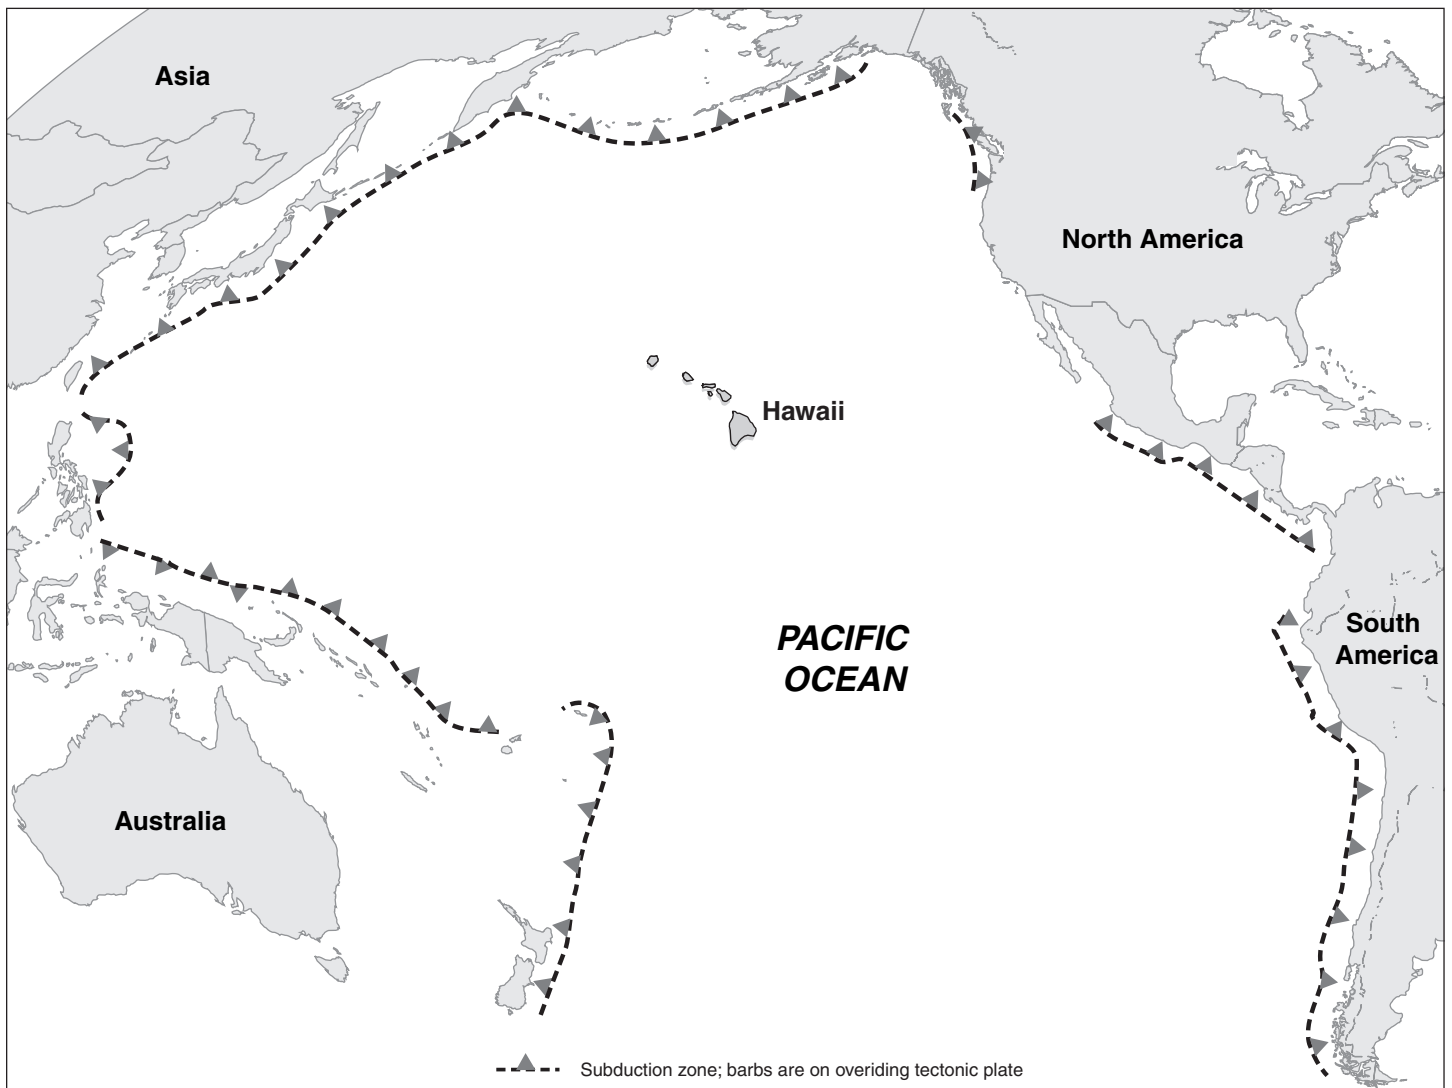 Asia
North America
Hawaii
PACIFIC
OCEAN
South
America
Australia
Subduction zone; barbs are on overiding tectonic plate